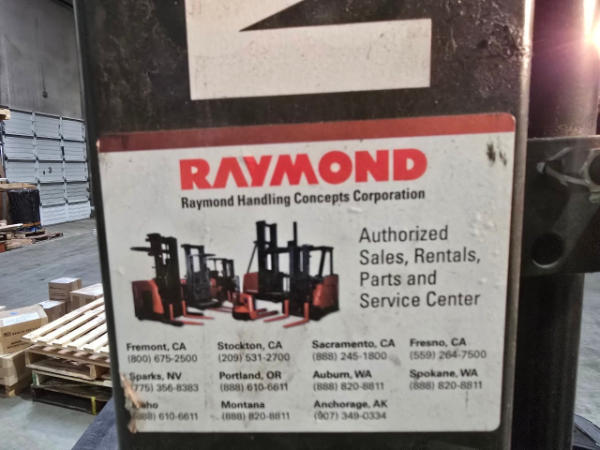 RAYMOND
Raymond Handling Concepts Corporation
Authorized
Sales, Rentals,
Parts and
Service Center
Fremont, CA
(800) 675-2500
Stockton, CA
(209) 531-2700
Sacramento, CA
(888) 245-1800
Fresno, CA
(559) 264-7500
Sparks, NV
775) 356-8383
Portland, OR
(888) 610-6611
Auburn, WA
(888) 820-8811
Spokane, WA
(888) 820-8811
daho
888) 610-6611
Montana
(888) 820-8811
Anchorage, AK
(907) 349-0334